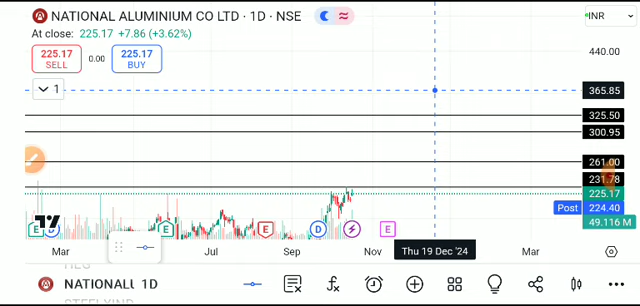 NATIONAL ALUMINIUM CO LTD · 1D · NSE
INR
At close: 225.17 +7.86 (+3.62%)
225.17
SELL
0.00
225.17
BUY
1
440.00
365.85
325.50
300.95
261.00
231.78
225.17
Post 224.40
49.116 M
E D E E D E
Mar Jul Sep Nov Thu 19 Dec '24 Mar
NATIONALL 1D